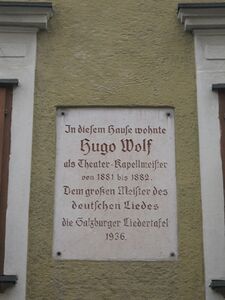 In diesem Hause wohnte
Hugo Wolf
als Theater-Kapellmeister
von 1881 bis 1882.
Dem großen Meister des
deutschen Liedes
die Salzburger Liedertafel
1936.